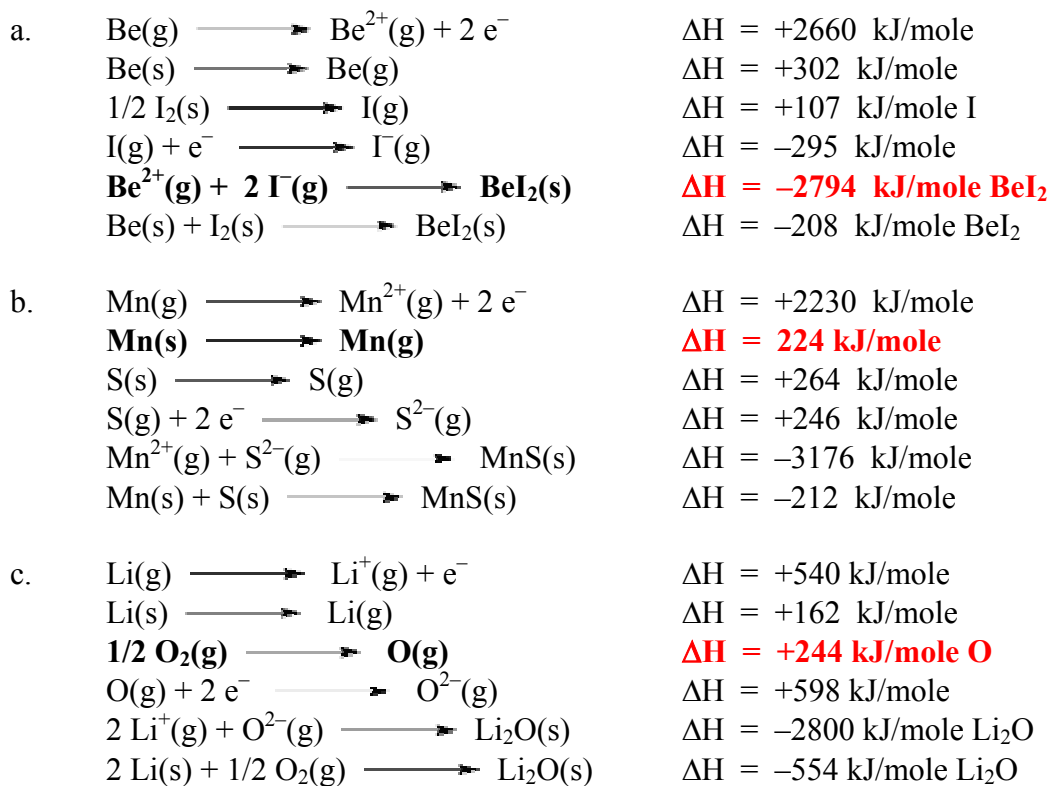 a. Be(g) ⟶ Be²⁺(g) + 2 e⁻ ΔH = +2660 kJ/mole
Be(s) ⟶ Be(g) ΔH = +302 kJ/mole
1/2 I₂(s) ⟶ I(g) ΔH = +107 kJ/mole I
I(g) + e⁻ ⟶ I⁻(g) ΔH = –295 kJ/mole
Be²⁺(g) + 2 I⁻(g) ⟶ BeI₂(s) ΔH = –2794 kJ/mole BeI₂
Be(s) + I₂(s) ⟶ BeI₂(s) ΔH = –208 kJ/mole BeI₂
b. Mn(g) ⟶ Mn²⁺(g) + 2 e⁻ ΔH = +2230 kJ/mole
Mn(s) ⟶ Mn(g) ΔH = 224 kJ/mole
S(s) ⟶ S(g) ΔH = +264 kJ/mole
S(g) + 2 e⁻ ⟶ S²⁻(g) ΔH = +246 kJ/mole
Mn²⁺(g) + S²⁻(g) ⟶ MnS(s) ΔH = –3176 kJ/mole
Mn(s) + S(s) ⟶ MnS(s) ΔH = –212 kJ/mole
c. Li(g) ⟶ Li⁺(g) + e⁻ ΔH = +540 kJ/mole
Li(s) ⟶ Li(g) ΔH = +162 kJ/mole
1/2 O₂(g) ⟶ O(g) ΔH = +244 kJ/mole O
O(g) + 2 e⁻ ⟶ O²⁻(g) ΔH = +598 kJ/mole
2 Li⁺(g) + O²⁻(g) ⟶ Li₂O(s) ΔH = –2800 kJ/mole Li₂O
2 Li(s) + 1/2 O₂(g) ⟶ Li₂O(s) ΔH = –554 kJ/mole Li₂O